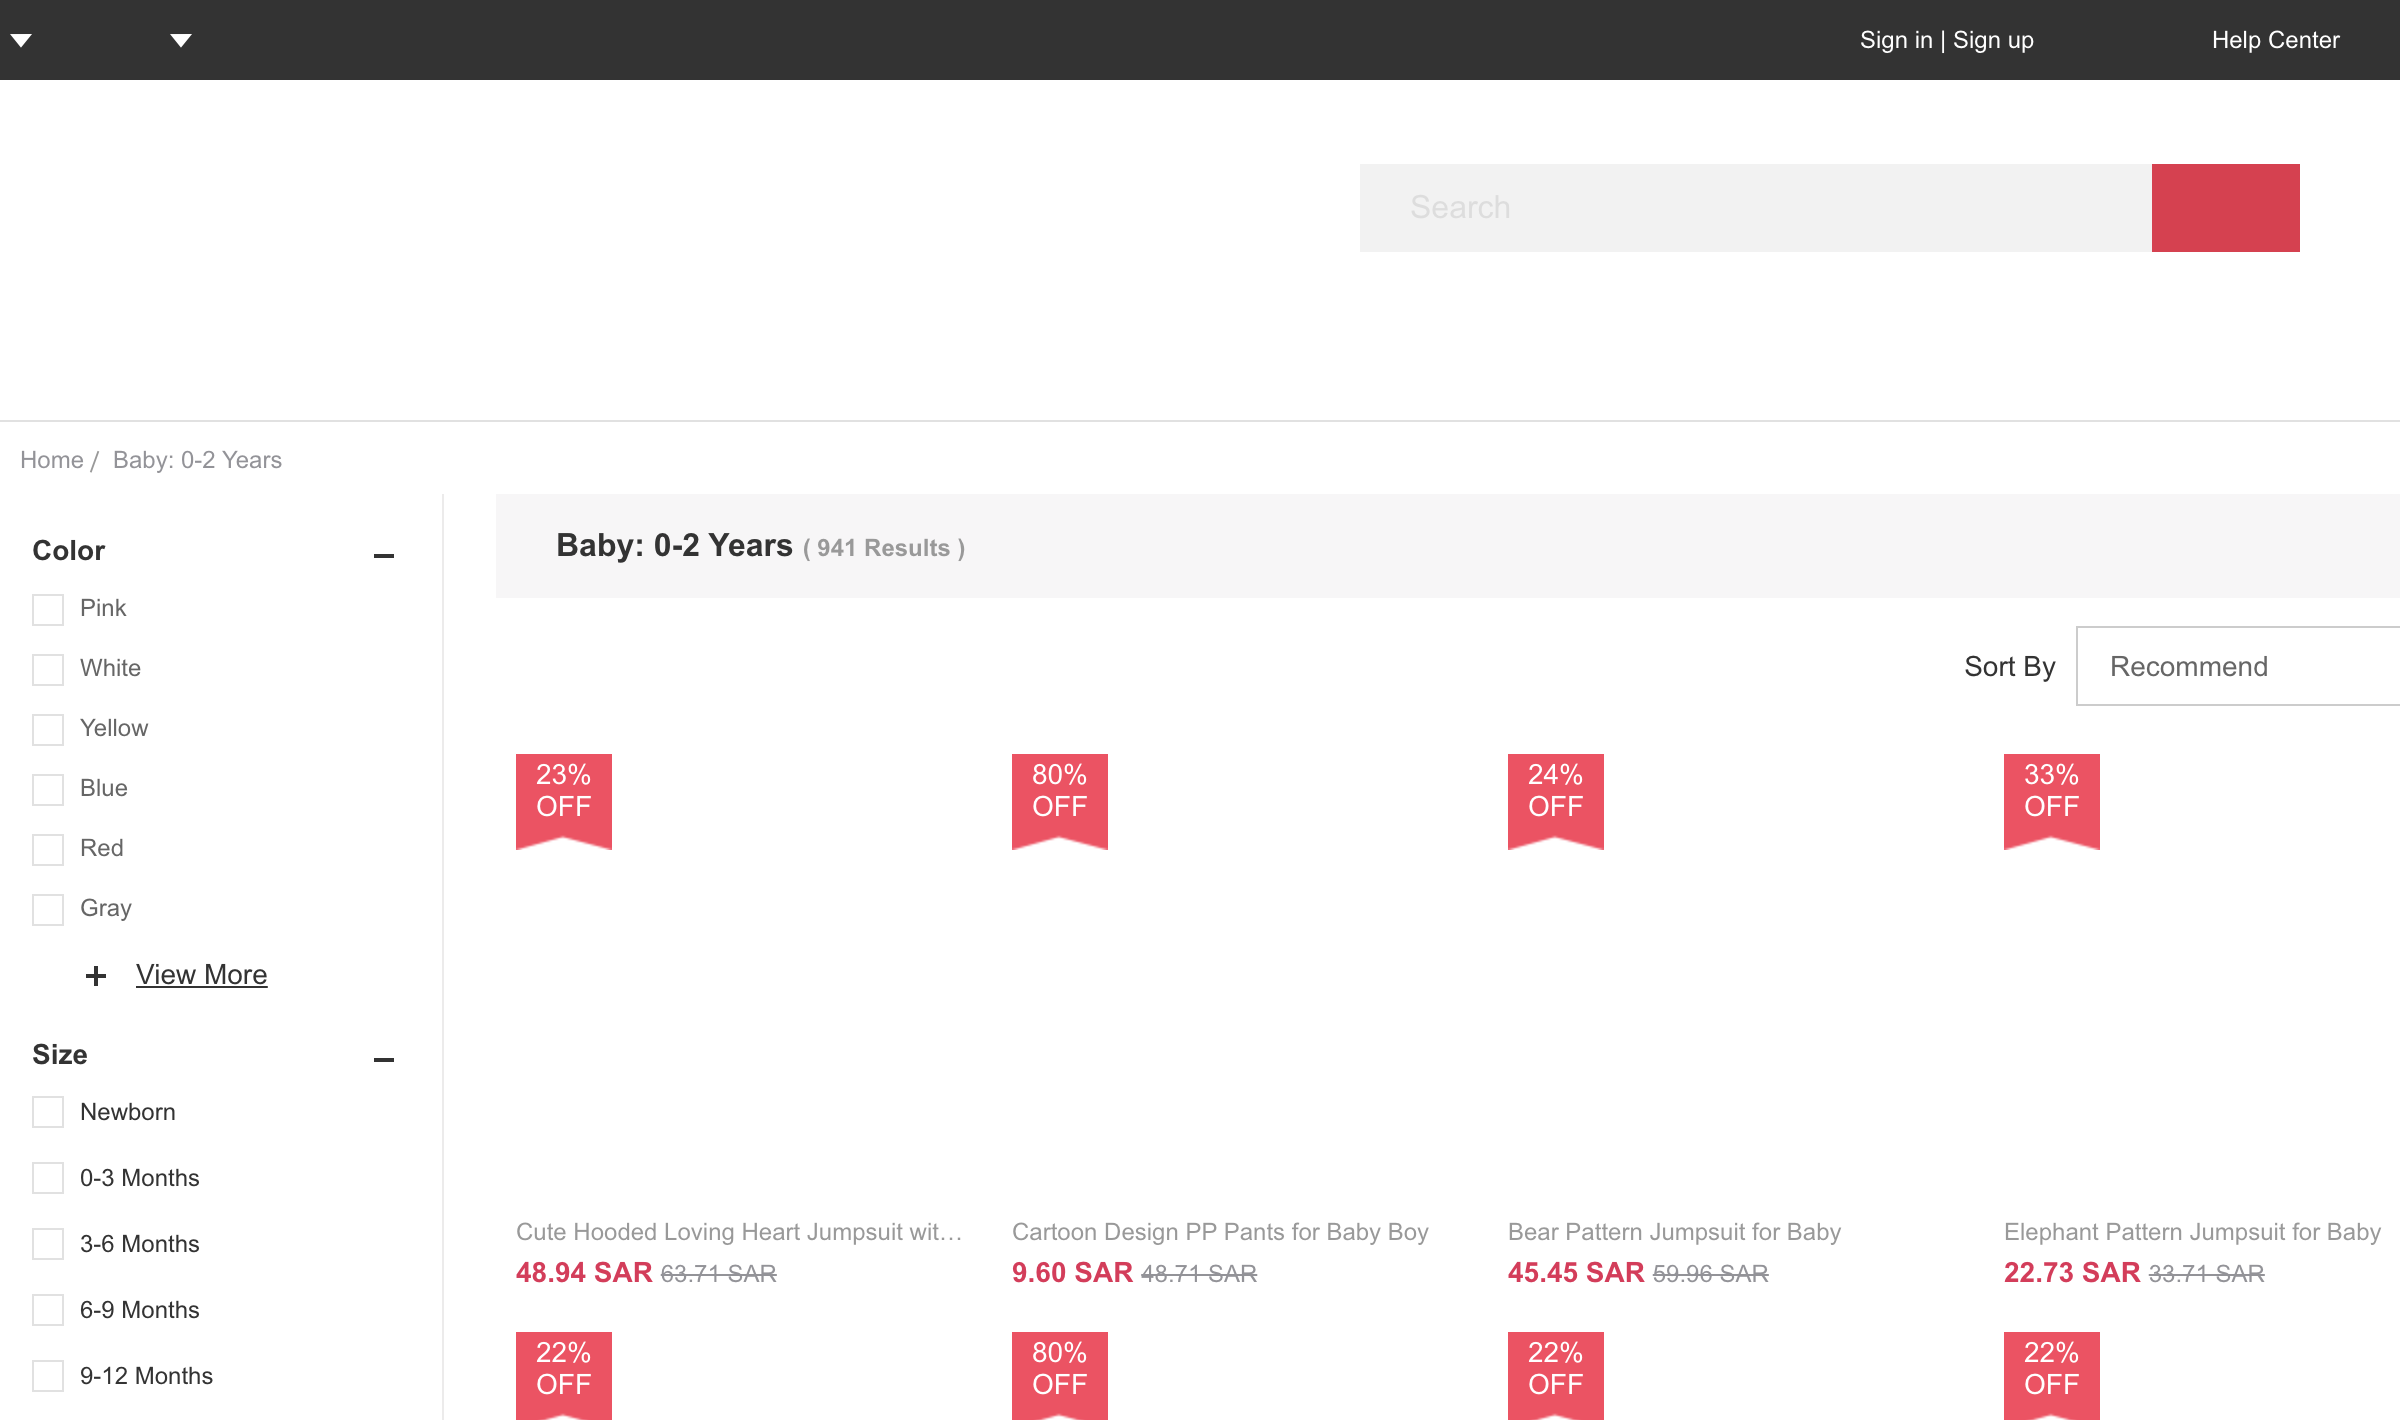 Sign in | Sign up
Help Center
Search
Home / Baby: 0-2 Years
Color
Pink
White
Yellow
Blue
Red
Gray
+ View More
Size
Newborn
0-3 Months
3-6 Months
6-9 Months
9-12 Months
Baby: 0-2 Years ( 941 Results )
Sort By
Recommend
23%
OFF
Cute Hooded Loving Heart Jumpsuit wit...
48.94 SAR 63.71 SAR
80%
OFF
Cartoon Design PP Pants for Baby Boy
9.60 SAR 48.71 SAR
24%
OFF
Bear Pattern Jumpsuit for Baby
45.45 SAR 59.96 SAR
33%
OFF
Elephant Pattern Jumpsuit for Baby
22.73 SAR 33.71 SAR
22%
OFF
80%
OFF
22%
OFF
22%
OFF